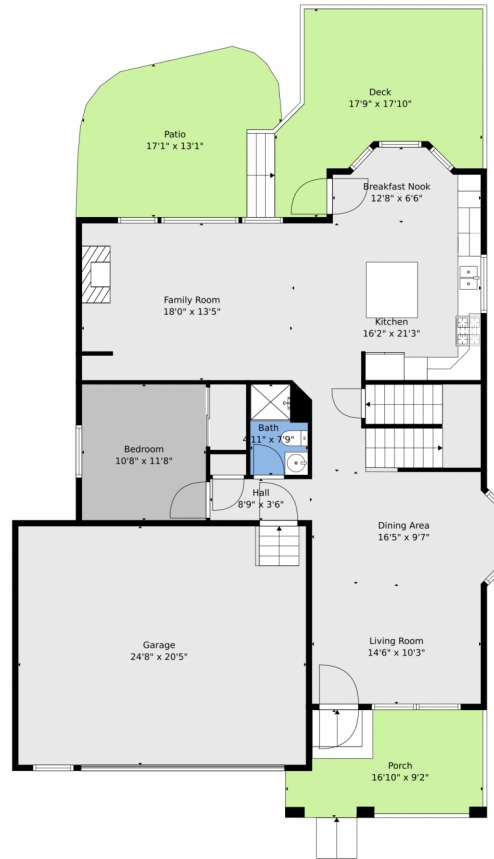 Deck
17'9" x 17'10"
Patio
17'1" x 13'1"
Breakfast Nook
12'8" x 6'6"
Family Room
18'0" x 13'5"
Kitchen
16'2" x 21'3"
Bath
4'11" x 7'9"
Bedroom
10'8" x 11'8"
Hall
8'9" x 3'6"
Dining Area
16'5" x 9'7"
Garage
24'8" x 20'5"
Living Room
14'6" x 10'3"
Porch
16'10" x 9'2"